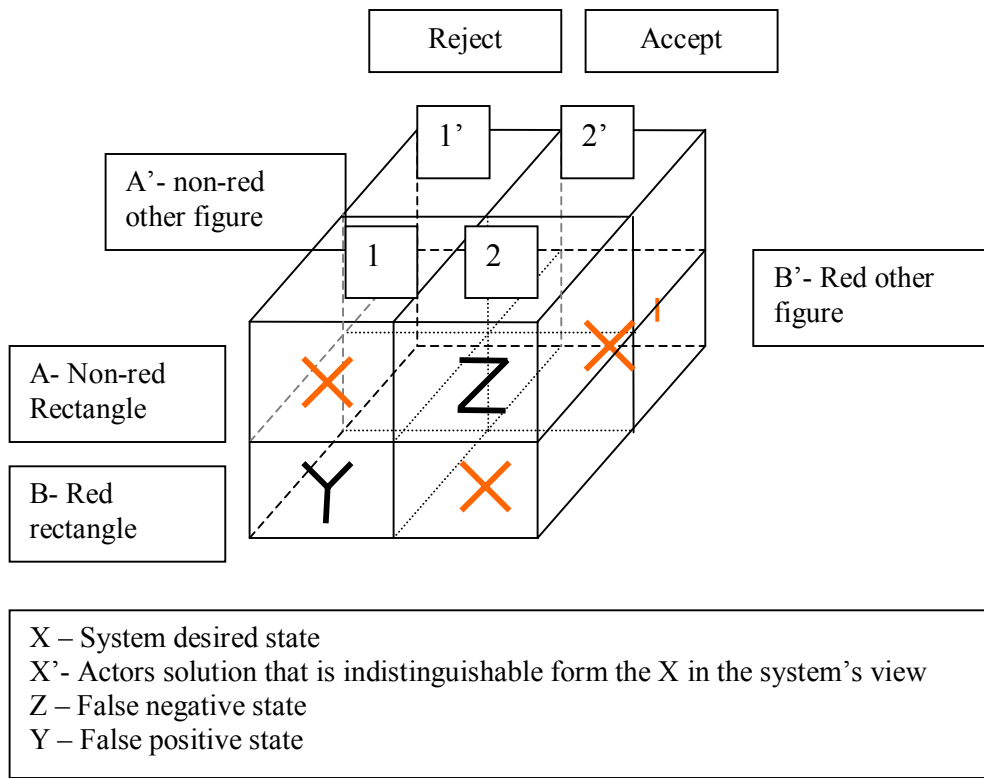 Reject
Accept
1’
2’
A’- non-red
other figure
1
2
B’- Red other
figure
X
X'
Z
A- Non-red
Rectangle
Y
X
B- Red
rectangle
X – System desired state
X’- Actors solution that is indistinguishable form the X in the system’s view
Z – False negative state
Y – False positive state